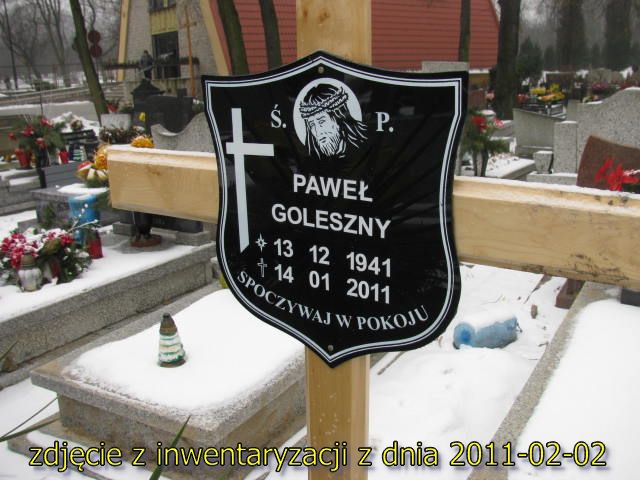 Ś. P.
PAWEŁ
GOLESZNY
13 12 1941
14 01 2011
SPOCZYWAJ W POKOJU
zdjęcie z inwentaryzacji z dnia 2011-02-02